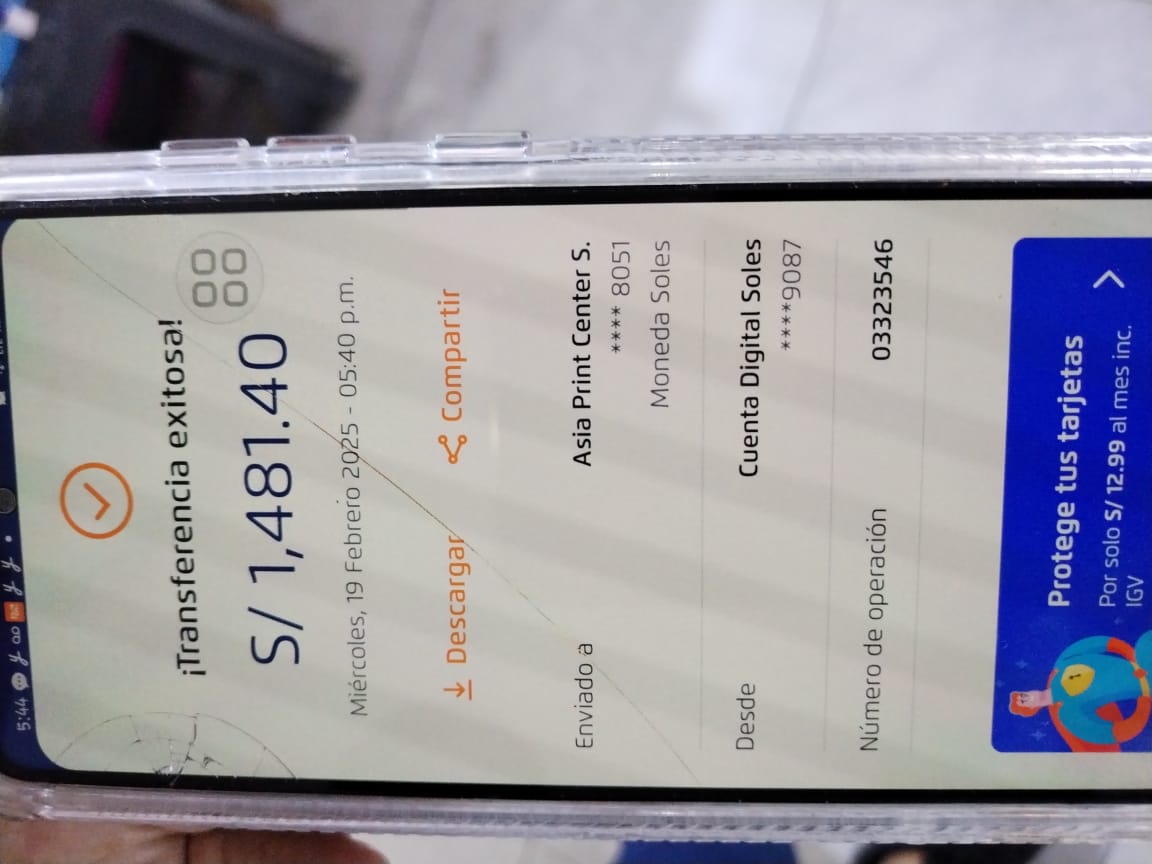 5:44
¡Transferencia exitosa!
S/ 1,481.40
Miércoles, 19 Febrero 2025 - 05:40 p.m.
Descargar Compartir
Enviado a Asia Print Center S.
**** 8051
Moneda Soles
Desde Cuenta Digital Soles
****9087
Número de operación 03323546
Protege tus tarjetas
Por solo S/ 12.99 al mes inc.
IGV